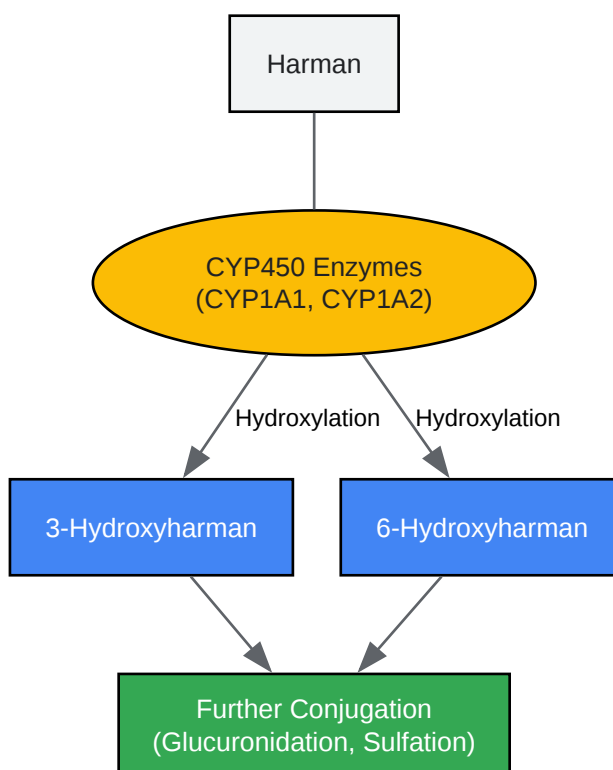 Harman
CYP450 Enzymes
(CYP1A1, CYP1A2)
Hydroxylation
Hydroxylation
3-Hydroxyharman
6-Hydroxyharman
Further Conjugation
(Glucuronidation, Sulfation)